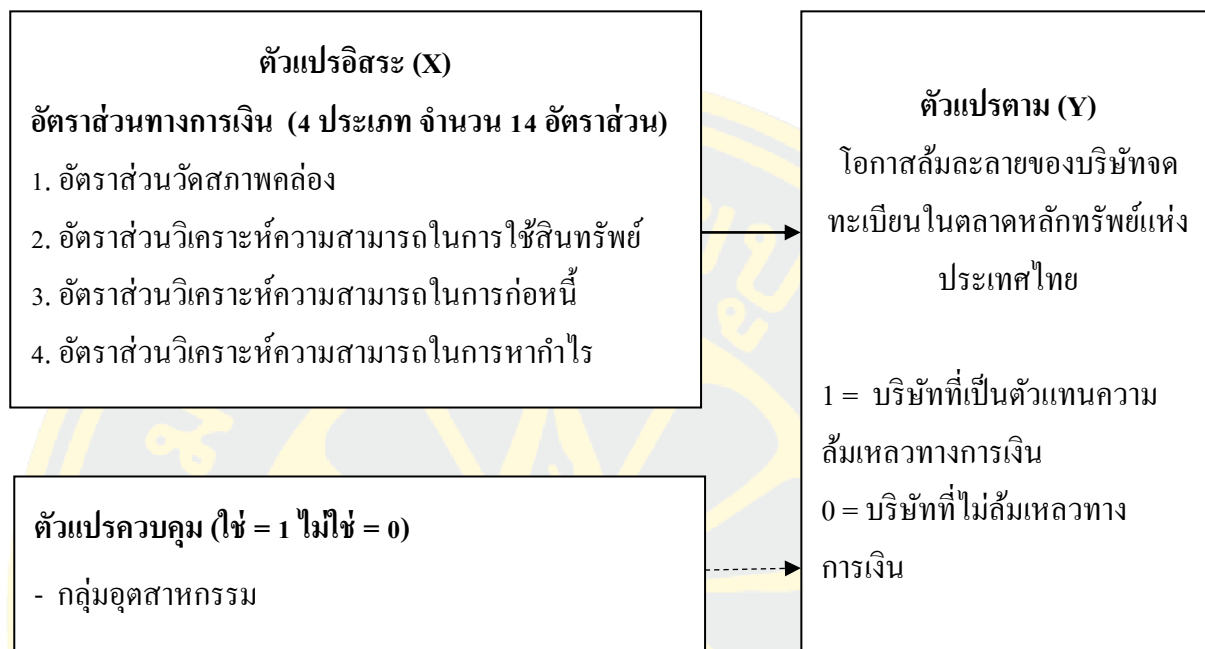 ตัวแปรอิสระ (X)
อัตราส่วนทางการเงิน (4 ประเภท จำนวน 14 อัตราส่วน)
1. อัตราส่วนวัดสภาพคล่อง
2. อัตราส่วนวิเคราะห์ความสามารถในการใช้สินทรัพย์
3. อัตราส่วนวิเคราะห์ความสามารถในการก่อหนี้
4. อัตราส่วนวิเคราะห์ความสามารถในการหากำไร
ตัวแปรควบคุม (ใช่ = 1 ไม่ใช่ = 0)
- กลุ่มอุตสาหกรรม
ตัวแปรตาม (Y)
โอกาสล้มละลายของบริษัทจด
ทะเบียนในตลาดหลักทรัพย์แห่ง
ประเทศไทย
1 = บริษัทที่เป็นตัวแทนความ
ล้มเหลวทางการเงิน
0 = บริษัทที่ไม่ล้มเหลวทาง
การเงิน